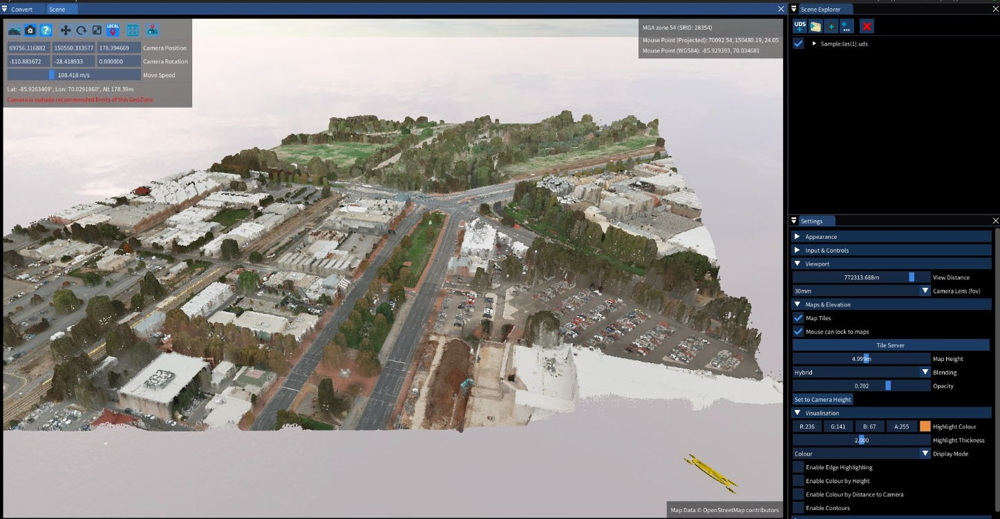 Convert Scene
LOCAL
69756.116882 150550.333577 178.394669 Camera Position
-110.881672 -28.418933 0.000000 Camera Rotation
108.418 m/s Move Speed
Lat: -85.9263469°, Lon: 70.0291860°, Alt 178.39m
Camera is outside recommended limits of this GeoZone
MGA zone 54 (SRID: 28354)
Mouse Point (Projected): 70092.54, 150480.19, 24.05
Mouse Point (WGS84): -85.929393, 70.034681
Map Data © OpenStreetMap contributors
Scene Explorer
UDS
Sample.las(1).uds
Settings
Appearance
Input & Controls
Viewport
772313.688m View Distance
30mm Camera Lens (fov)
Maps & Elevation
Map Tiles
Mouse can lock to maps
Tile Server
4.999m Map Height
Hybrid Blending
0.702 Opacity
Set to Camera Height
Visualisation
R:236 G:141 B: 67 A:255 Highlight Colour
2.000 Highlight Thickness
Colour Display Mode
Enable Edge Highlighting
Enable Colour by Height
Enable Colour by Distance to Camera
Enable Contours